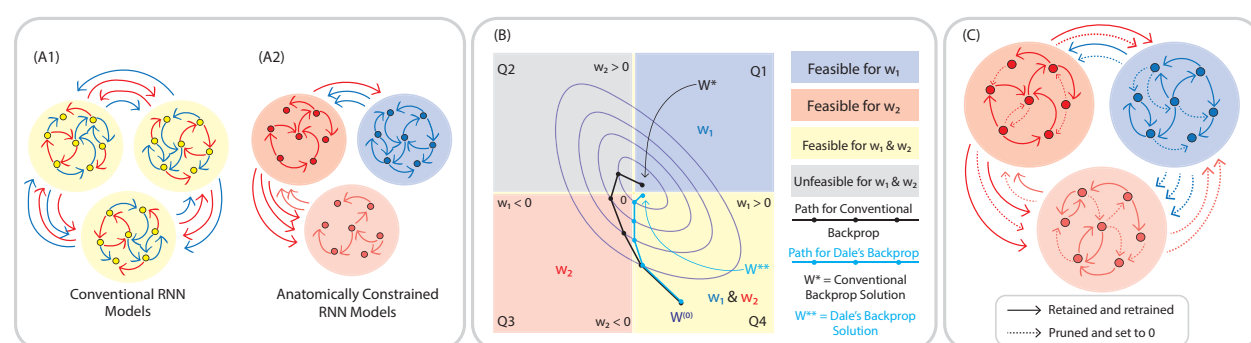 (A1)
(A2)
Conventional RNN
Models
Anatomically Constrained
RNN Models
(B)
Q2
w₂ > 0
Q1
W*
w₁
w₁ < 0
0
w₁ > 0
w₂
W**
w₁ & w₂
W⁽⁰⁾
Q3
w₂ < 0
Q4
Feasible for w₁
Feasible for w₂
Feasible for w₁ & w₂
Unfeasible for w₁ & w₂
Path for Conventional
Backprop
Path for Dale's Backprop
W* = Conventional
Backprop Solution
W** = Dale's Backprop
Solution
(C)
Retained and retrained
Pruned and set to 0